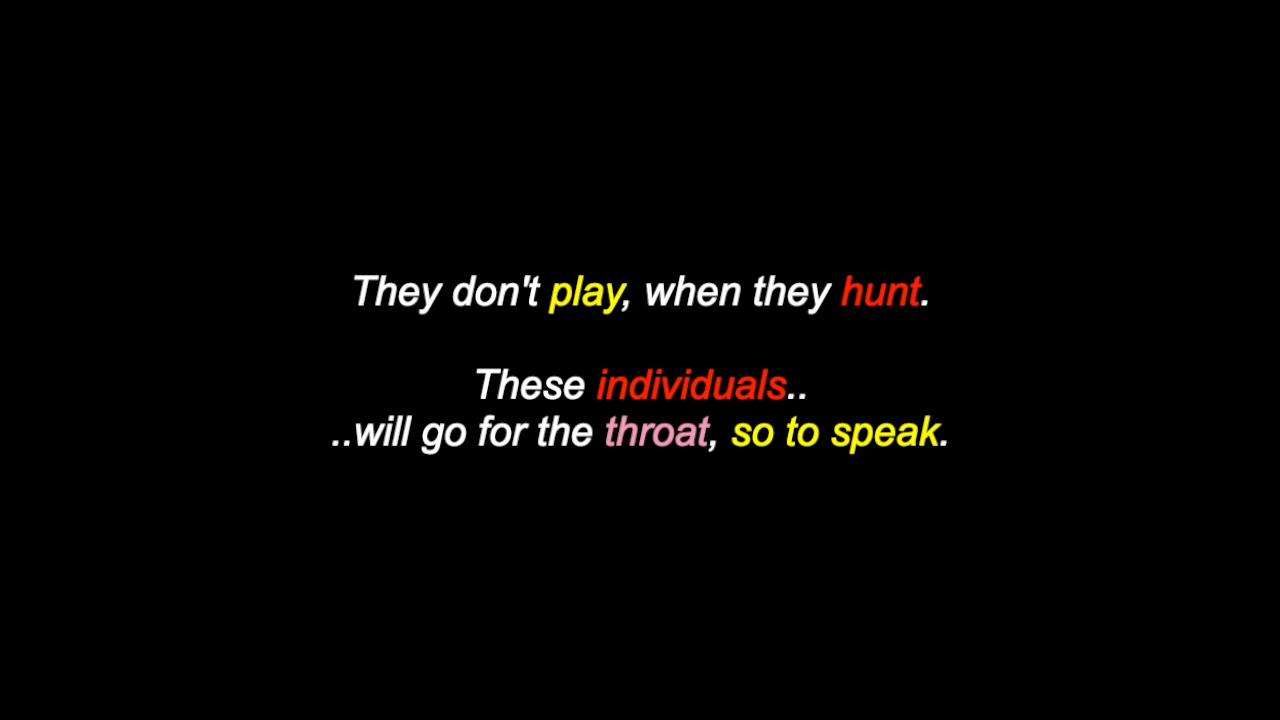 They don't play, when they hunt.
These individuals..
..will go for the throat, so to speak.